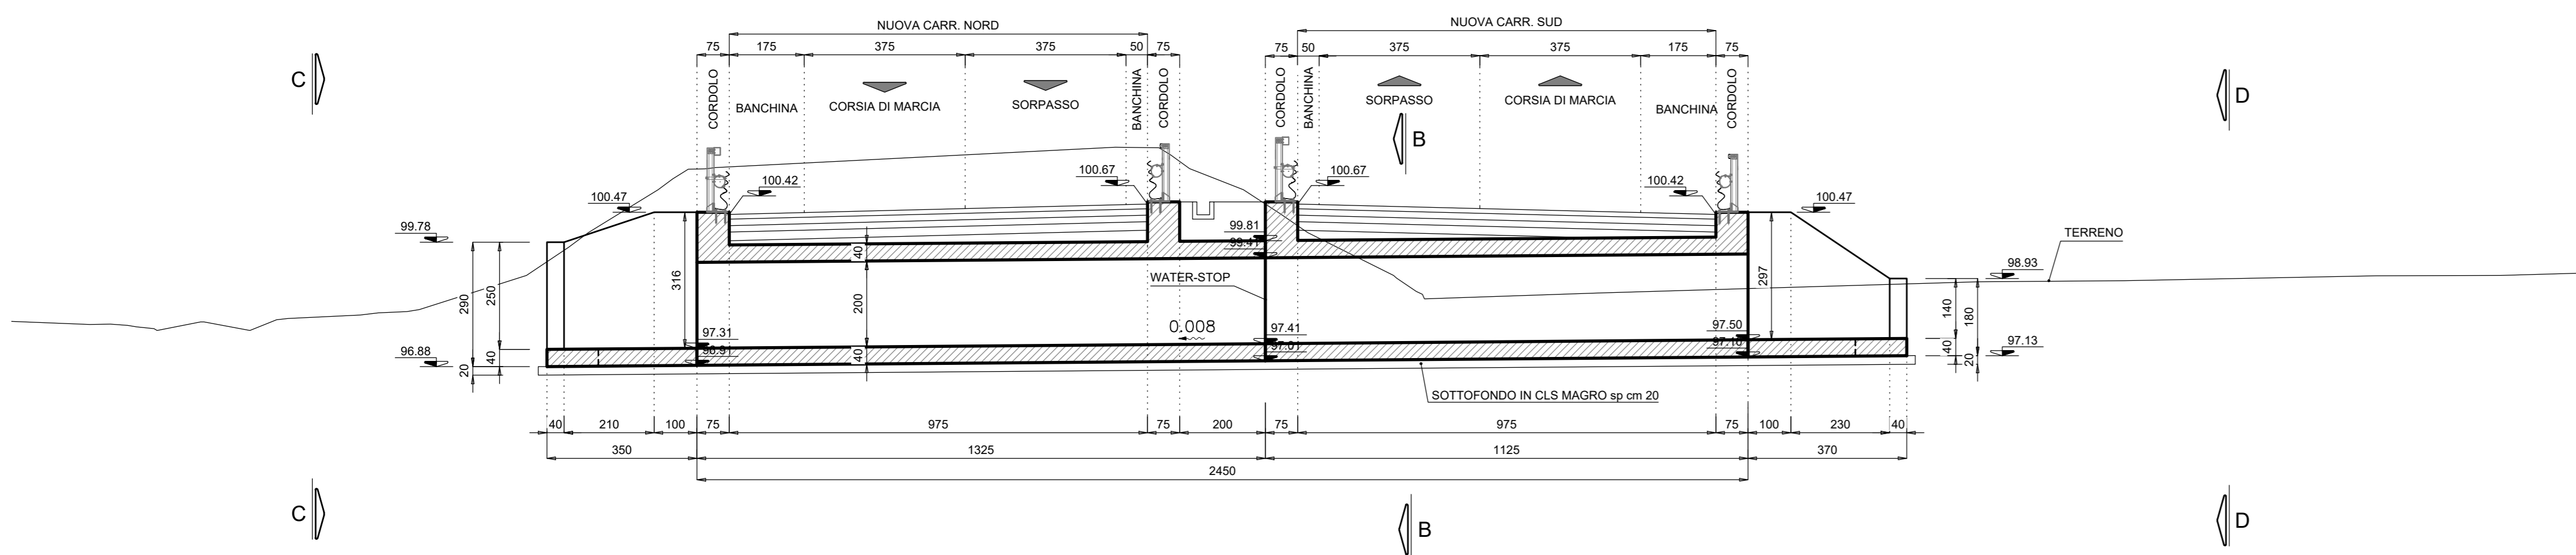 NUOVA CARR. NORD
NUOVA CARR. SUD
75 175 375 375 50 75
75 50 375 375 175 75
C
CORDOLO
BANCHINA
CORSIA DI MARCIA
SORPASSO
BANCHINA
CORDOLO
CORDOLO
BANCHINA
SORPASSO
CORSIA DI MARCIA
BANCHINA
CORDOLO
D
B
100.47
100.42
100.67
100.67
100.42
100.47
99.78
99.81
99.41
TERRENO
98.93
290
250
316
40
200
WATER-STOP
297
140
180
0.008
97.31
96.91
97.41
97.01
97.50
97.10
97.13
96.88
40
20
40
40
20
SOTTOFONDO IN CLS MAGRO sp cm 20
40 210 100 75 975 75 200 75 975 75 100 230 40
350 1325 1125 370
2450
C
B
D